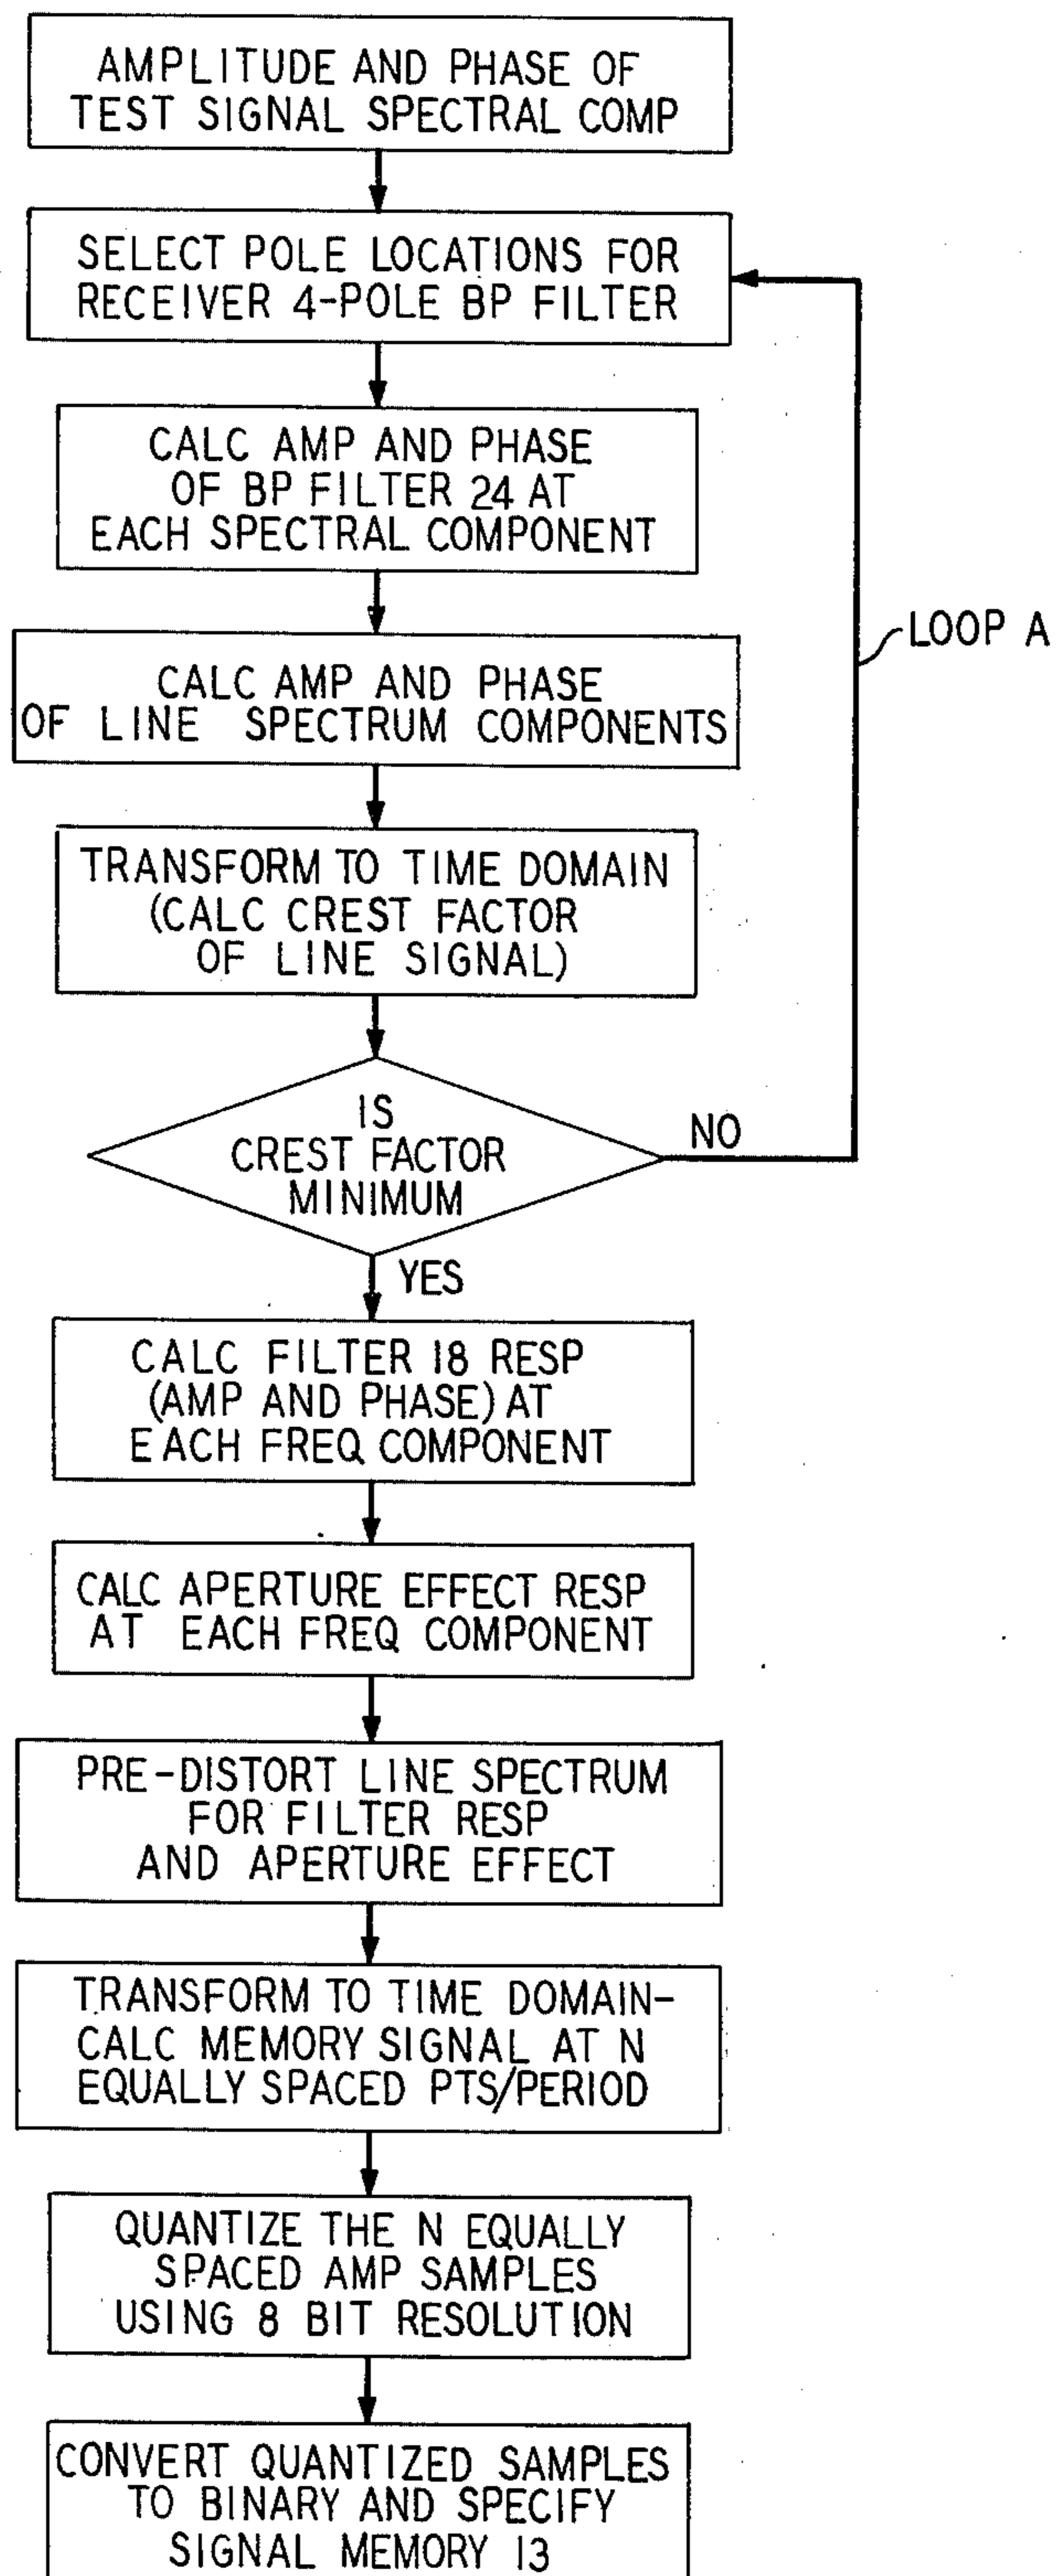 AMPLITUDE AND PHASE OF
TEST SIGNAL SPECTRAL COMP
SELECT POLE LOCATIONS FOR
RECEIVER 4-POLE BP FILTER
CALC AMP AND PHASE
OF BP FILTER 24 AT
EACH SPECTRAL COMPONENT
LOOP A
CALC AMP AND PHASE
OF LINE SPECTRUM COMPONENTS
TRANSFORM TO TIME DOMAIN
(CALC CREST FACTOR
OF LINE SIGNAL)
IS
CREST FACTOR
MINIMUM
NO
YES
CALC FILTER 18 RESP
(AMP AND PHASE) AT
EACH FREQ COMPONENT
CALC APERTURE EFFECT RESP
AT EACH FREQ COMPONENT
PRE-DISTORT LINE SPECTRUM
FOR FILTER RESP
AND APERTURE EFFECT
TRANSFORM TO TIME DOMAIN-
CALC MEMORY SIGNAL AT N
EQUALLY SPACED PTS/PERIOD
QUANTIZE THE N EQUALLY
SPACED AMP SAMPLES
USING 8 BIT RESOLUTION
CONVERT QUANTIZED SAMPLES
TO BINARY AND SPECIFY
SIGNAL MEMORY 13